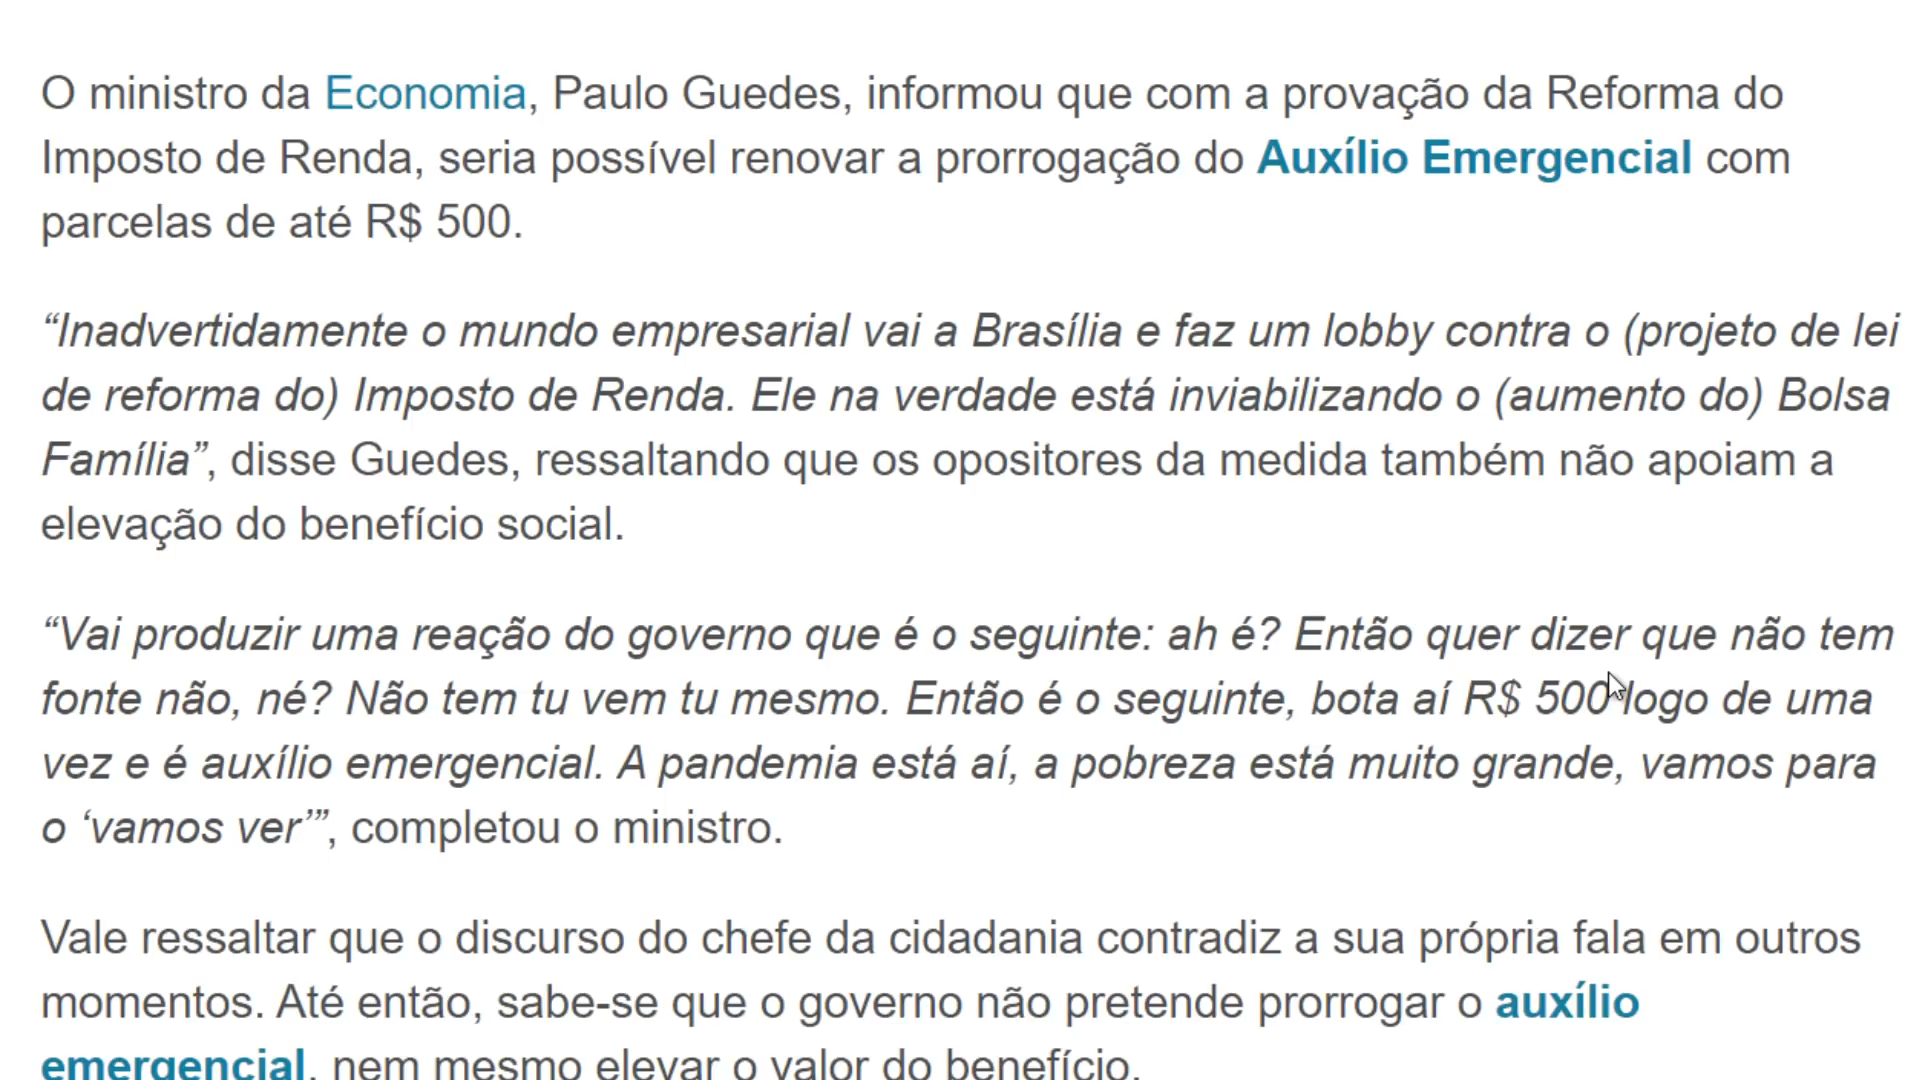 O ministro da Economia, Paulo Guedes, informou que com a provação da Reforma do
Imposto de Renda, seria possível renovar a prorrogação do Auxílio Emergencial com
parcelas de até R$ 500.
“Inadvertidamente o mundo empresarial vai a Brasília e faz um lobby contra o (projeto de lei
de reforma do) Imposto de Renda. Ele na verdade está inviabilizando o (aumento do) Bolsa
Família”, disse Guedes, ressaltando que os opositores da medida também não apoiam a
elevação do benefício social.
“Vai produzir uma reação do governo que é o seguinte: ah é? Então quer dizer que não tem
fonte não, né? Não tem tu vem tu mesmo. Então é o seguinte, bota aí R$ 500 logo de uma
vez e é auxílio emergencial. A pandemia está aí, a pobreza está muito grande, vamos para
o ‘vamos ver’”, completou o ministro.
Vale ressaltar que o discurso do chefe da cidadania contradiz a sua própria fala em outros
momentos. Até então, sabe-se que o governo não pretende prorrogar o auxílio
emergencial, nem mesmo elevar o valor do benefício.